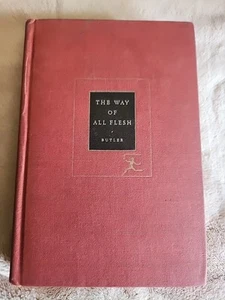 THE WAY
OF
ALL FLESH
BUTLER